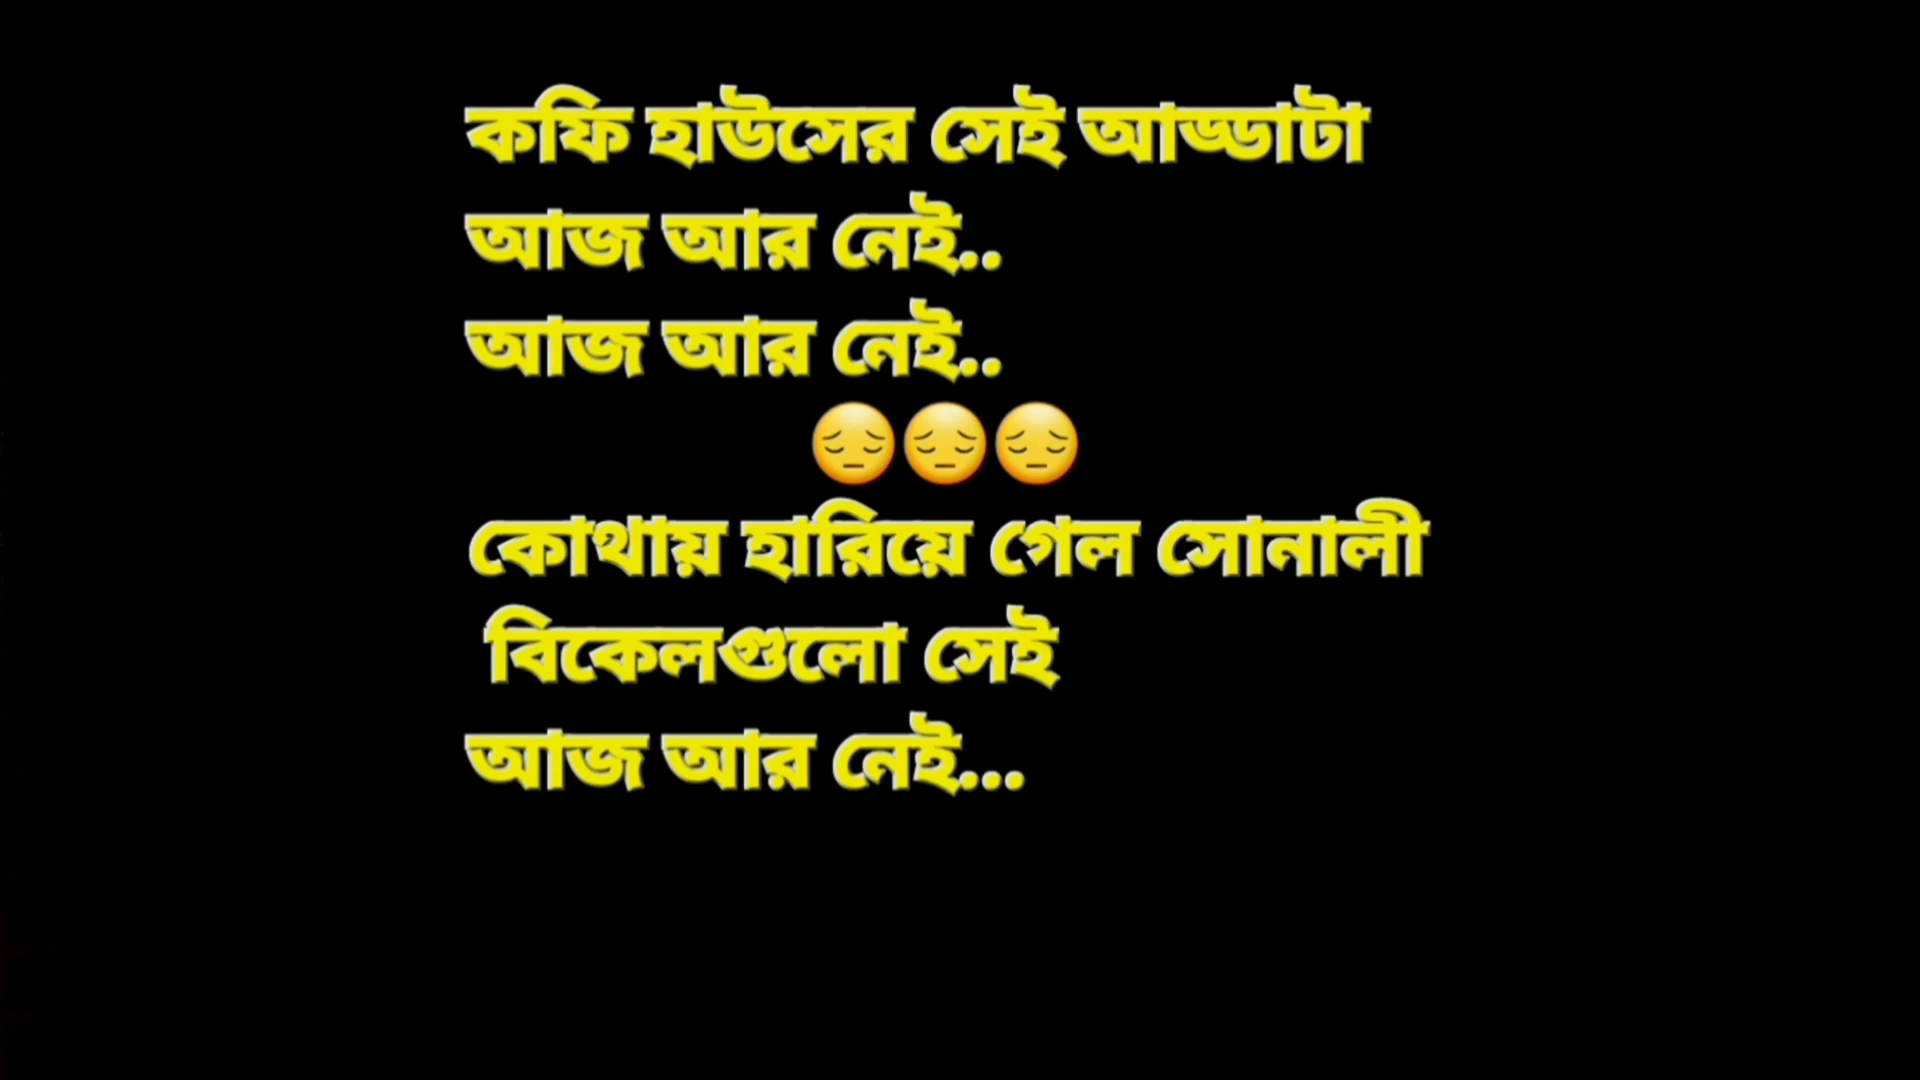 কফি হাউসের সেই আড্ডাটা
আজ আর নেই..
আজ আর নেই..
😔😔😔
কোথায় হারিয়ে গেল সোনালী
বিকেলগুলো সেই
আজ আর নেই...